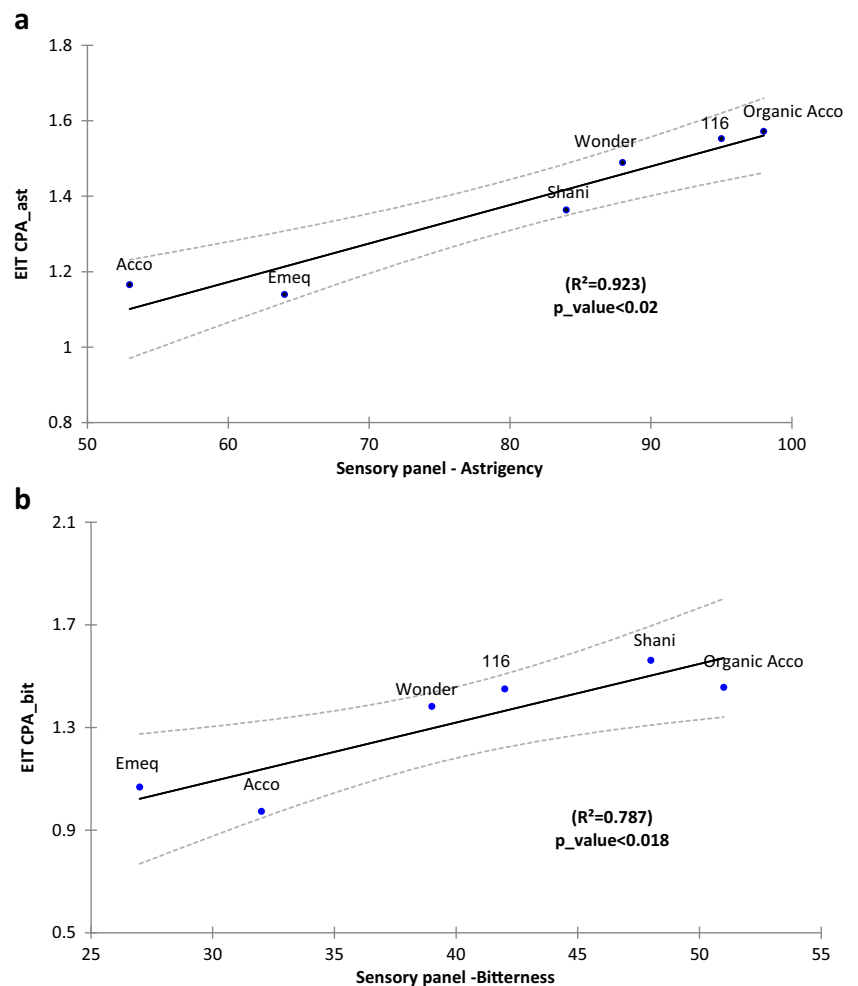 a
1.8
1.6
1.4
1.2
1
0.8
EIT CPA_ast
Acco
Emeq
Shani
Wonder
116
Organic Acco
(R²=0.923)
p_value<0.02
50 60 70 80 90 100
Sensory panel - Astrigency
b
2.1
1.7
1.3
0.9
0.5
EIT CPA_bit
Emeq
Acco
Wonder
116
Shani
Organic Acco
(R²=0.787)
p_value<0.018
25 30 35 40 45 50 55
Sensory panel -Bitterness